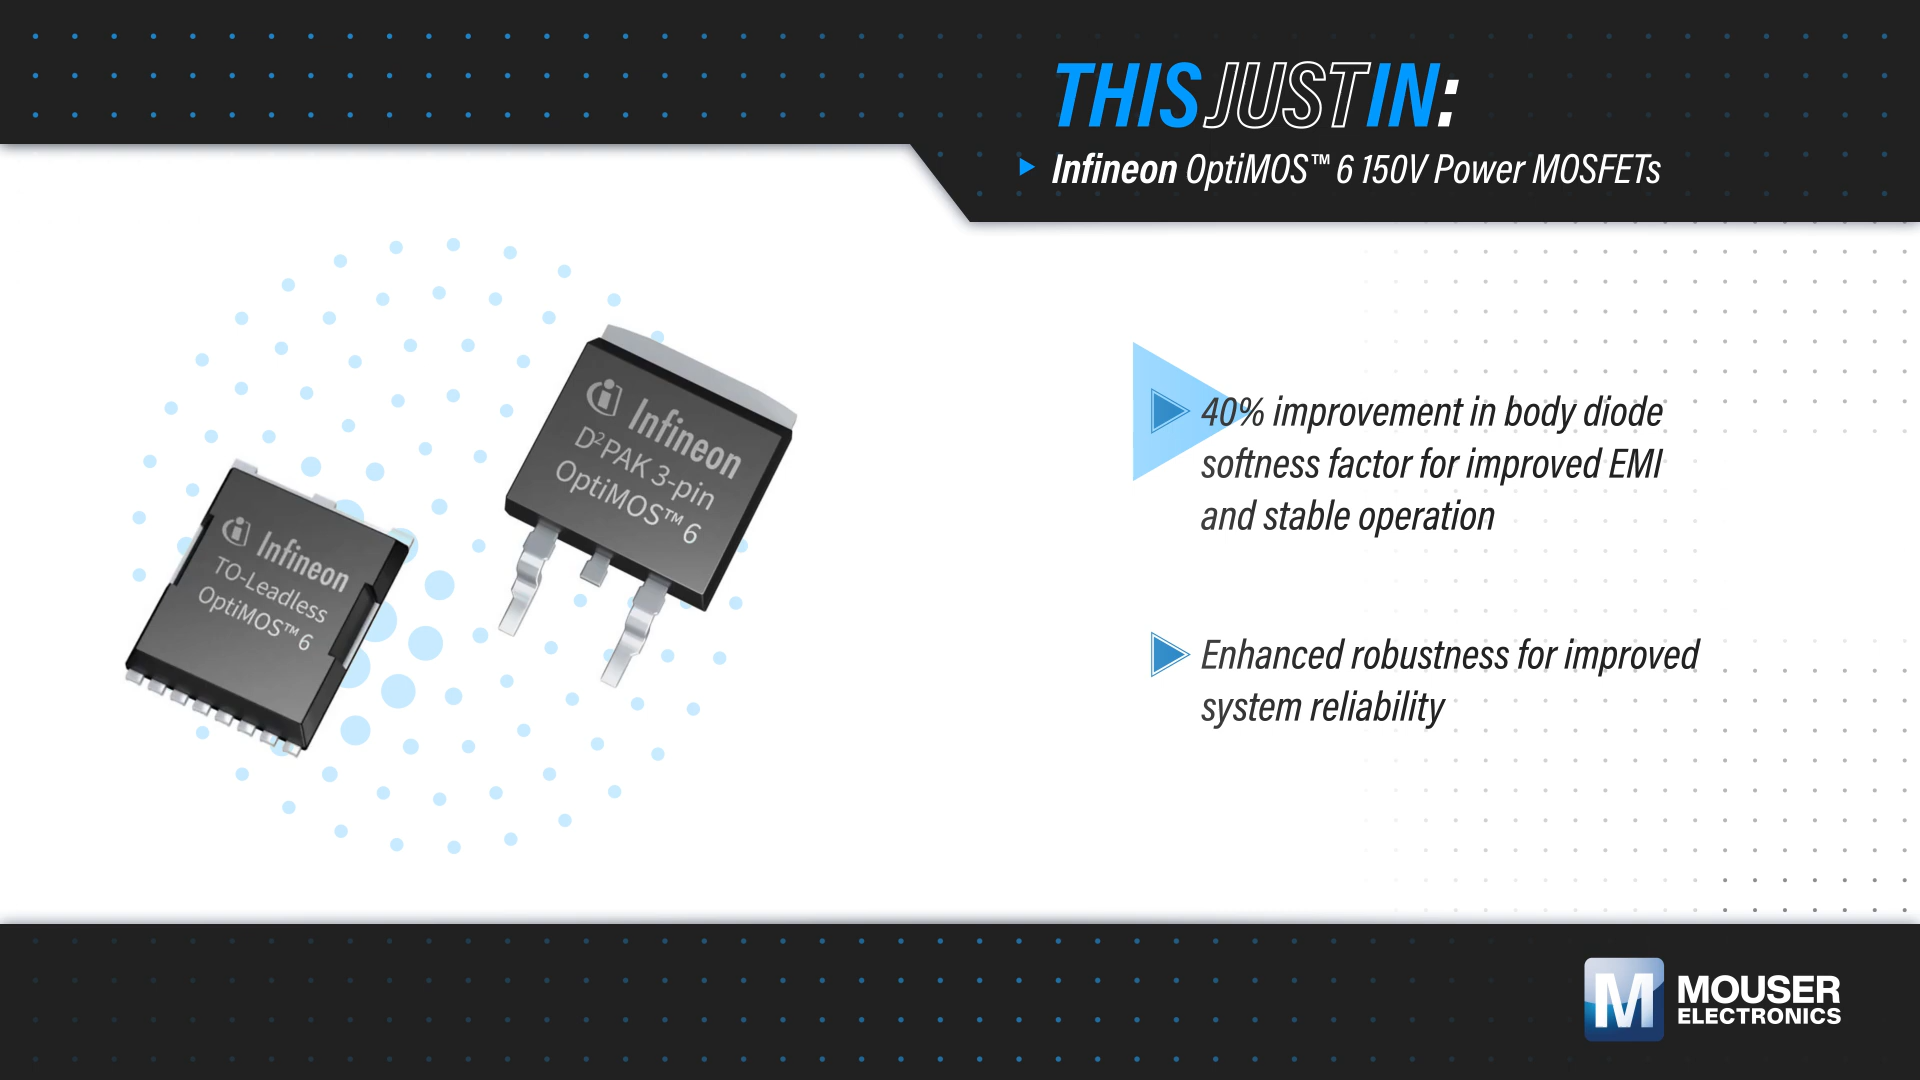 THIS JUST IN:
Infineon OptiMOS™ 6 150V Power MOSFETs
Infineon
D²PAK 3-pin
OptiMOS™ 6
Infineon
TO-Leadless
OptiMOS™ 6
40% improvement in body diode
softness factor for improved EMI
and stable operation
Enhanced robustness for improved
system reliability
M MOUSER
ELECTRONICS